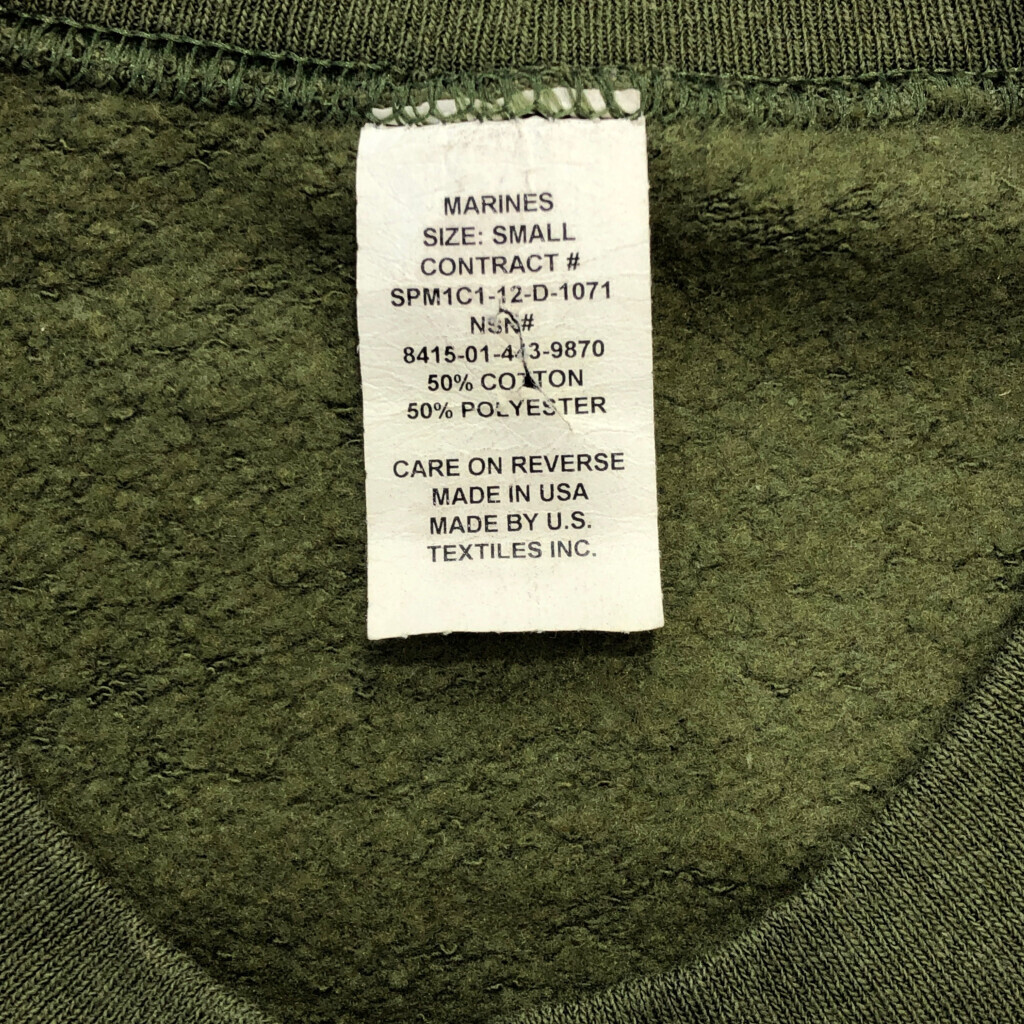 MARINES
SIZE: SMALL
CONTRACT #
SPM1C1-12-D-1071
NSN#
8415-01-443-9870
50% COTTON
50% POLYESTER
CARE ON REVERSE
MADE IN USA
MADE BY U.S.
TEXTILES INC.